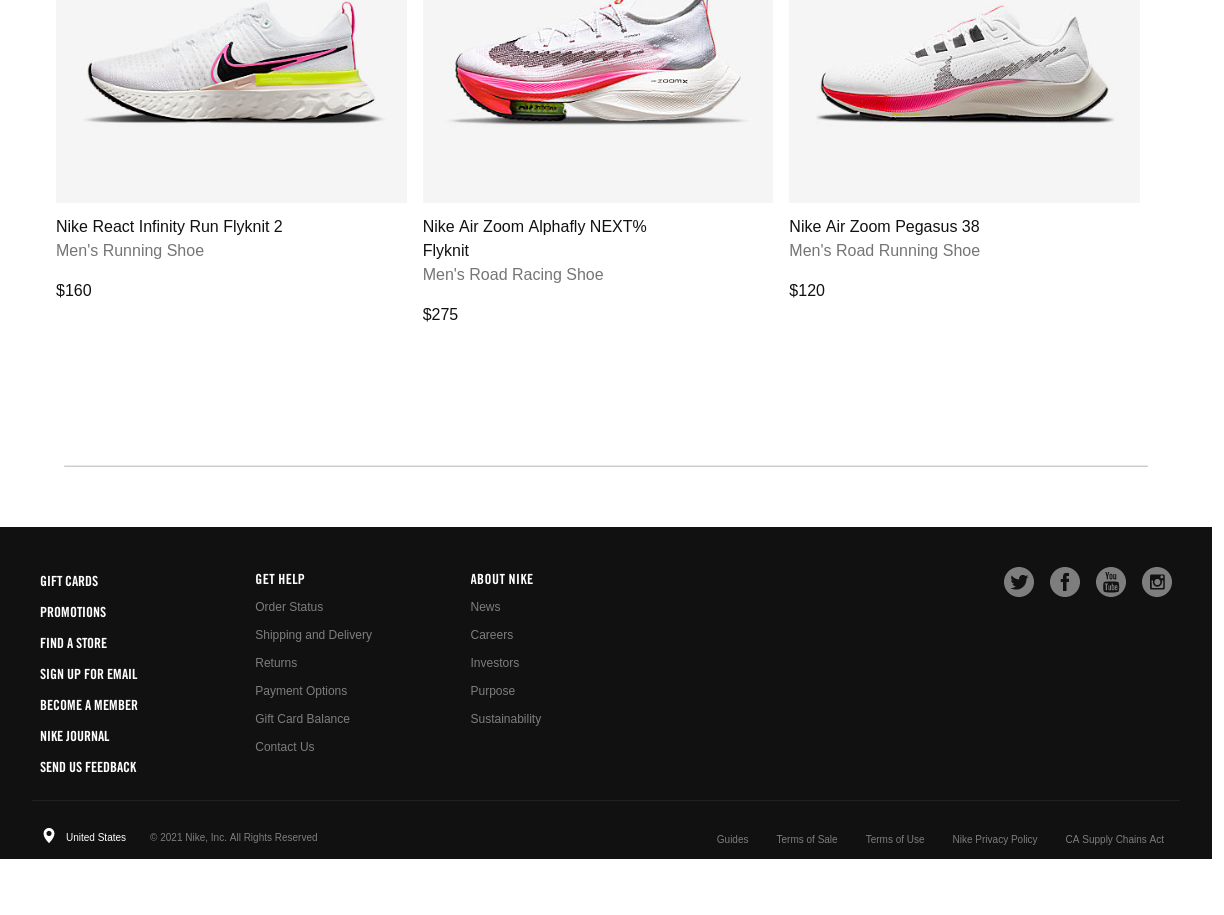 ZOOMX
Nike React Infinity Run Flyknit 2
Men's Running Shoe
$160
Nike Air Zoom Alphafly NEXT%
Flyknit
Men's Road Racing Shoe
$275
Nike Air Zoom Pegasus 38
Men's Road Running Shoe
$120
GIFT CARDS
PROMOTIONS
FIND A STORE
SIGN UP FOR EMAIL
BECOME A MEMBER
NIKE JOURNAL
SEND US FEEDBACK
GET HELP
Order Status
Shipping and Delivery
Returns
Payment Options
Gift Card Balance
Contact Us
ABOUT NIKE
News
Careers
Investors
Purpose
Sustainability
You
Tube
United States
© 2021 Nike, Inc. All Rights Reserved
Guides
Terms of Sale
Terms of Use
Nike Privacy Policy
CA Supply Chains Act